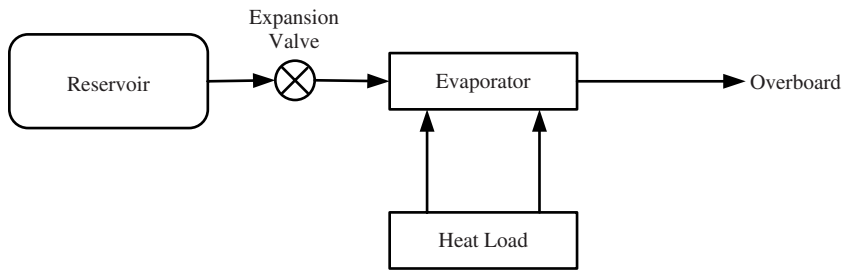 Expansion
Valve
Reservoir
Evaporator
Overboard
Heat Load